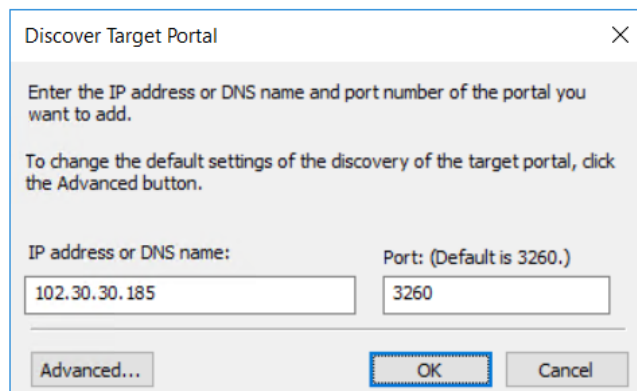 Discover Target Portal
Enter the IP address or DNS name and port number of the portal you
want to add.
To change the default settings of the discovery of the target portal, click
the Advanced button.
IP address or DNS name:
Port: (Default is 3260.)
102.30.30.185
3260
Advanced...
OK
Cancel